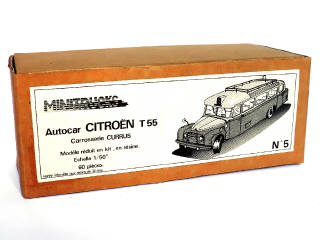 MINITRUCKS
Autocar CITROËN T 55
Carrosserie CURRUS
Modèle réduit en kit, en résine.
Echelle 1/50°
60 pièces.
N°5